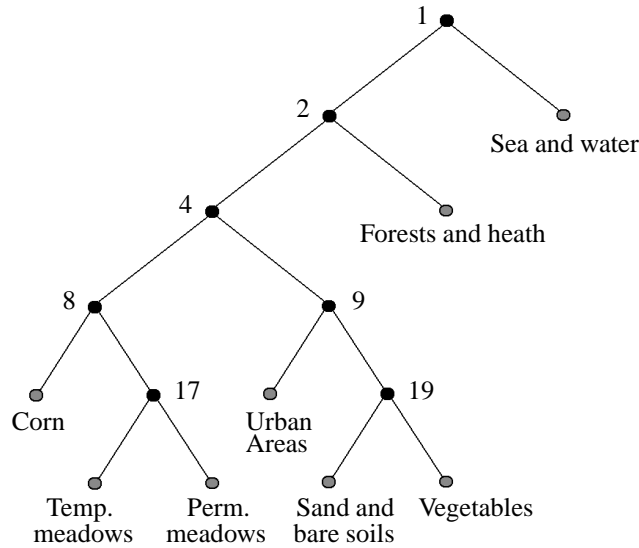 1
2
Sea and water
4
Forests and heath
8
9
17
19
Corn
Urban
Areas
Temp.
meadows
Perm.
meadows
Sand and
bare soils
Vegetables